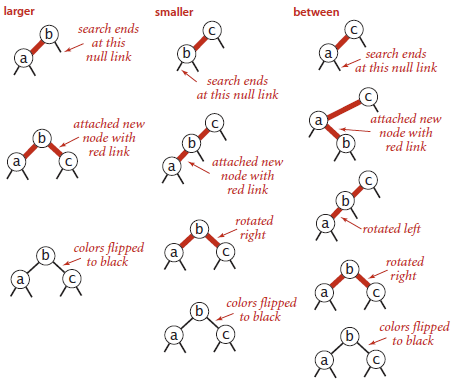 larger
b
a
search ends
at this
null link
b
a
c
attached new
node with
red link
b
a
c
colors flipped
to black
smaller
c
b
search ends
at this null link
c
b
a
attached new
node with
red link
b
a
c
rotated
right
b
a
c
colors flipped
to black
between
c
a
search ends
at this null link
c
a
b
attached new
node with
red link
c
b
a
rotated left
b
a
c
rotated
right
b
a
c
colors flipped
to black